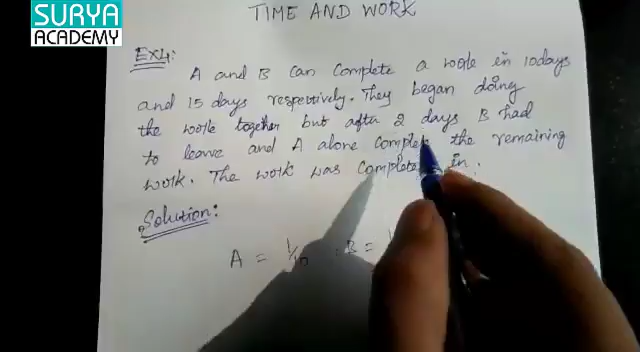 SURYA
ACADEMY
TIME AND WORK
EX4:
A and B can complete a work in 10days
and 15 days respectively. They began doing
the work together but after 2 days B had
to leave and A alone the remaining
work. The work was in.
Solution:
A = 1/10 ; B =